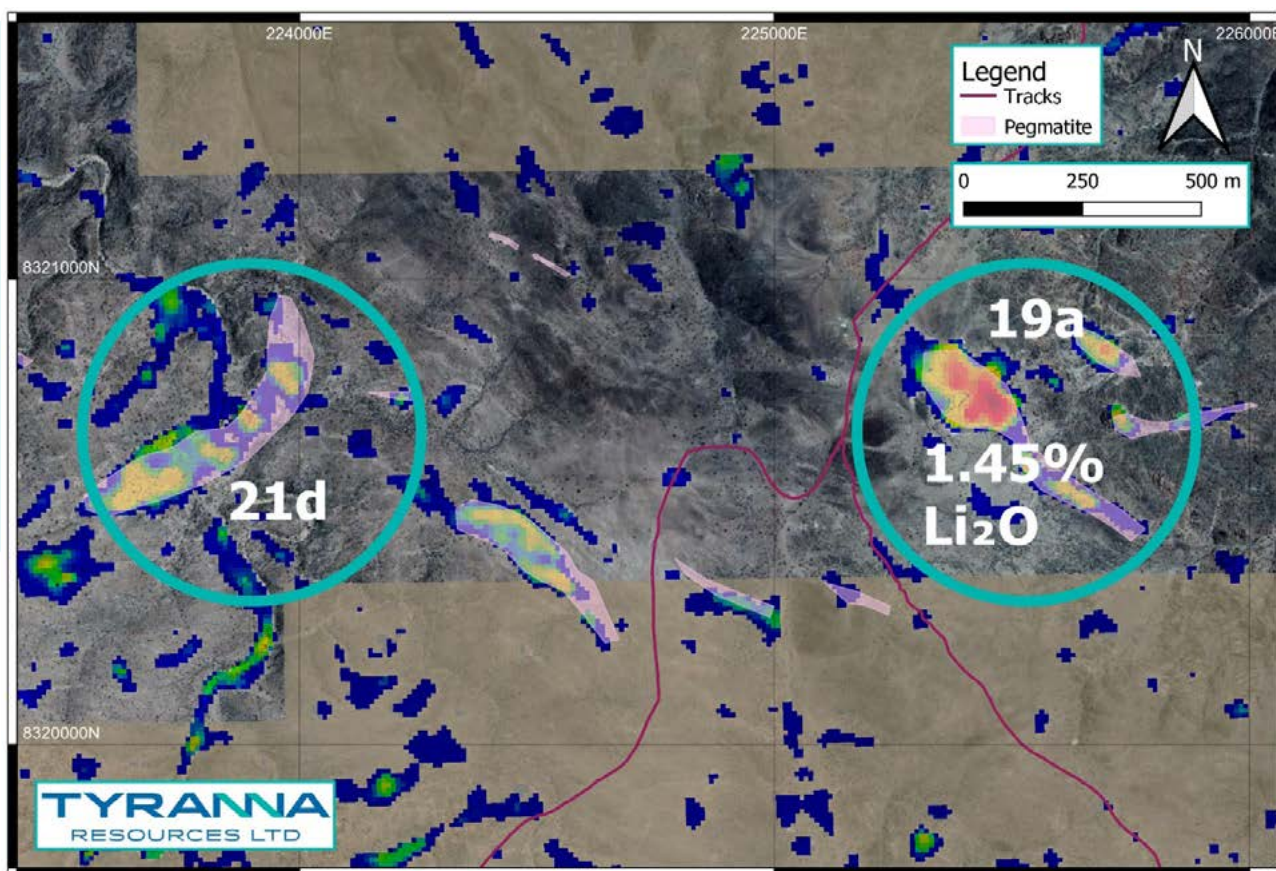 224000E
225000E
226000E
Legend
Tracks
Pegmatite
N
0 250 500 m
8321000N
19a
21d
1.45%
Li₂O
8320000N
TYRANNA
RESOURCES LTD